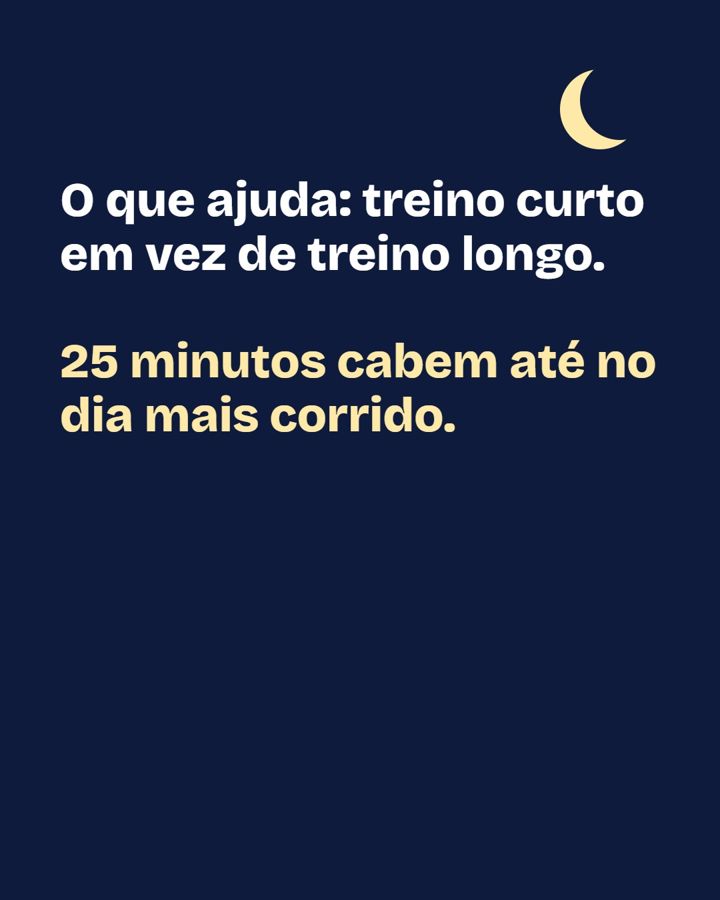 O que ajuda: treino curto
em vez de treino longo.
25 minutos cabem até no
dia mais corrido.